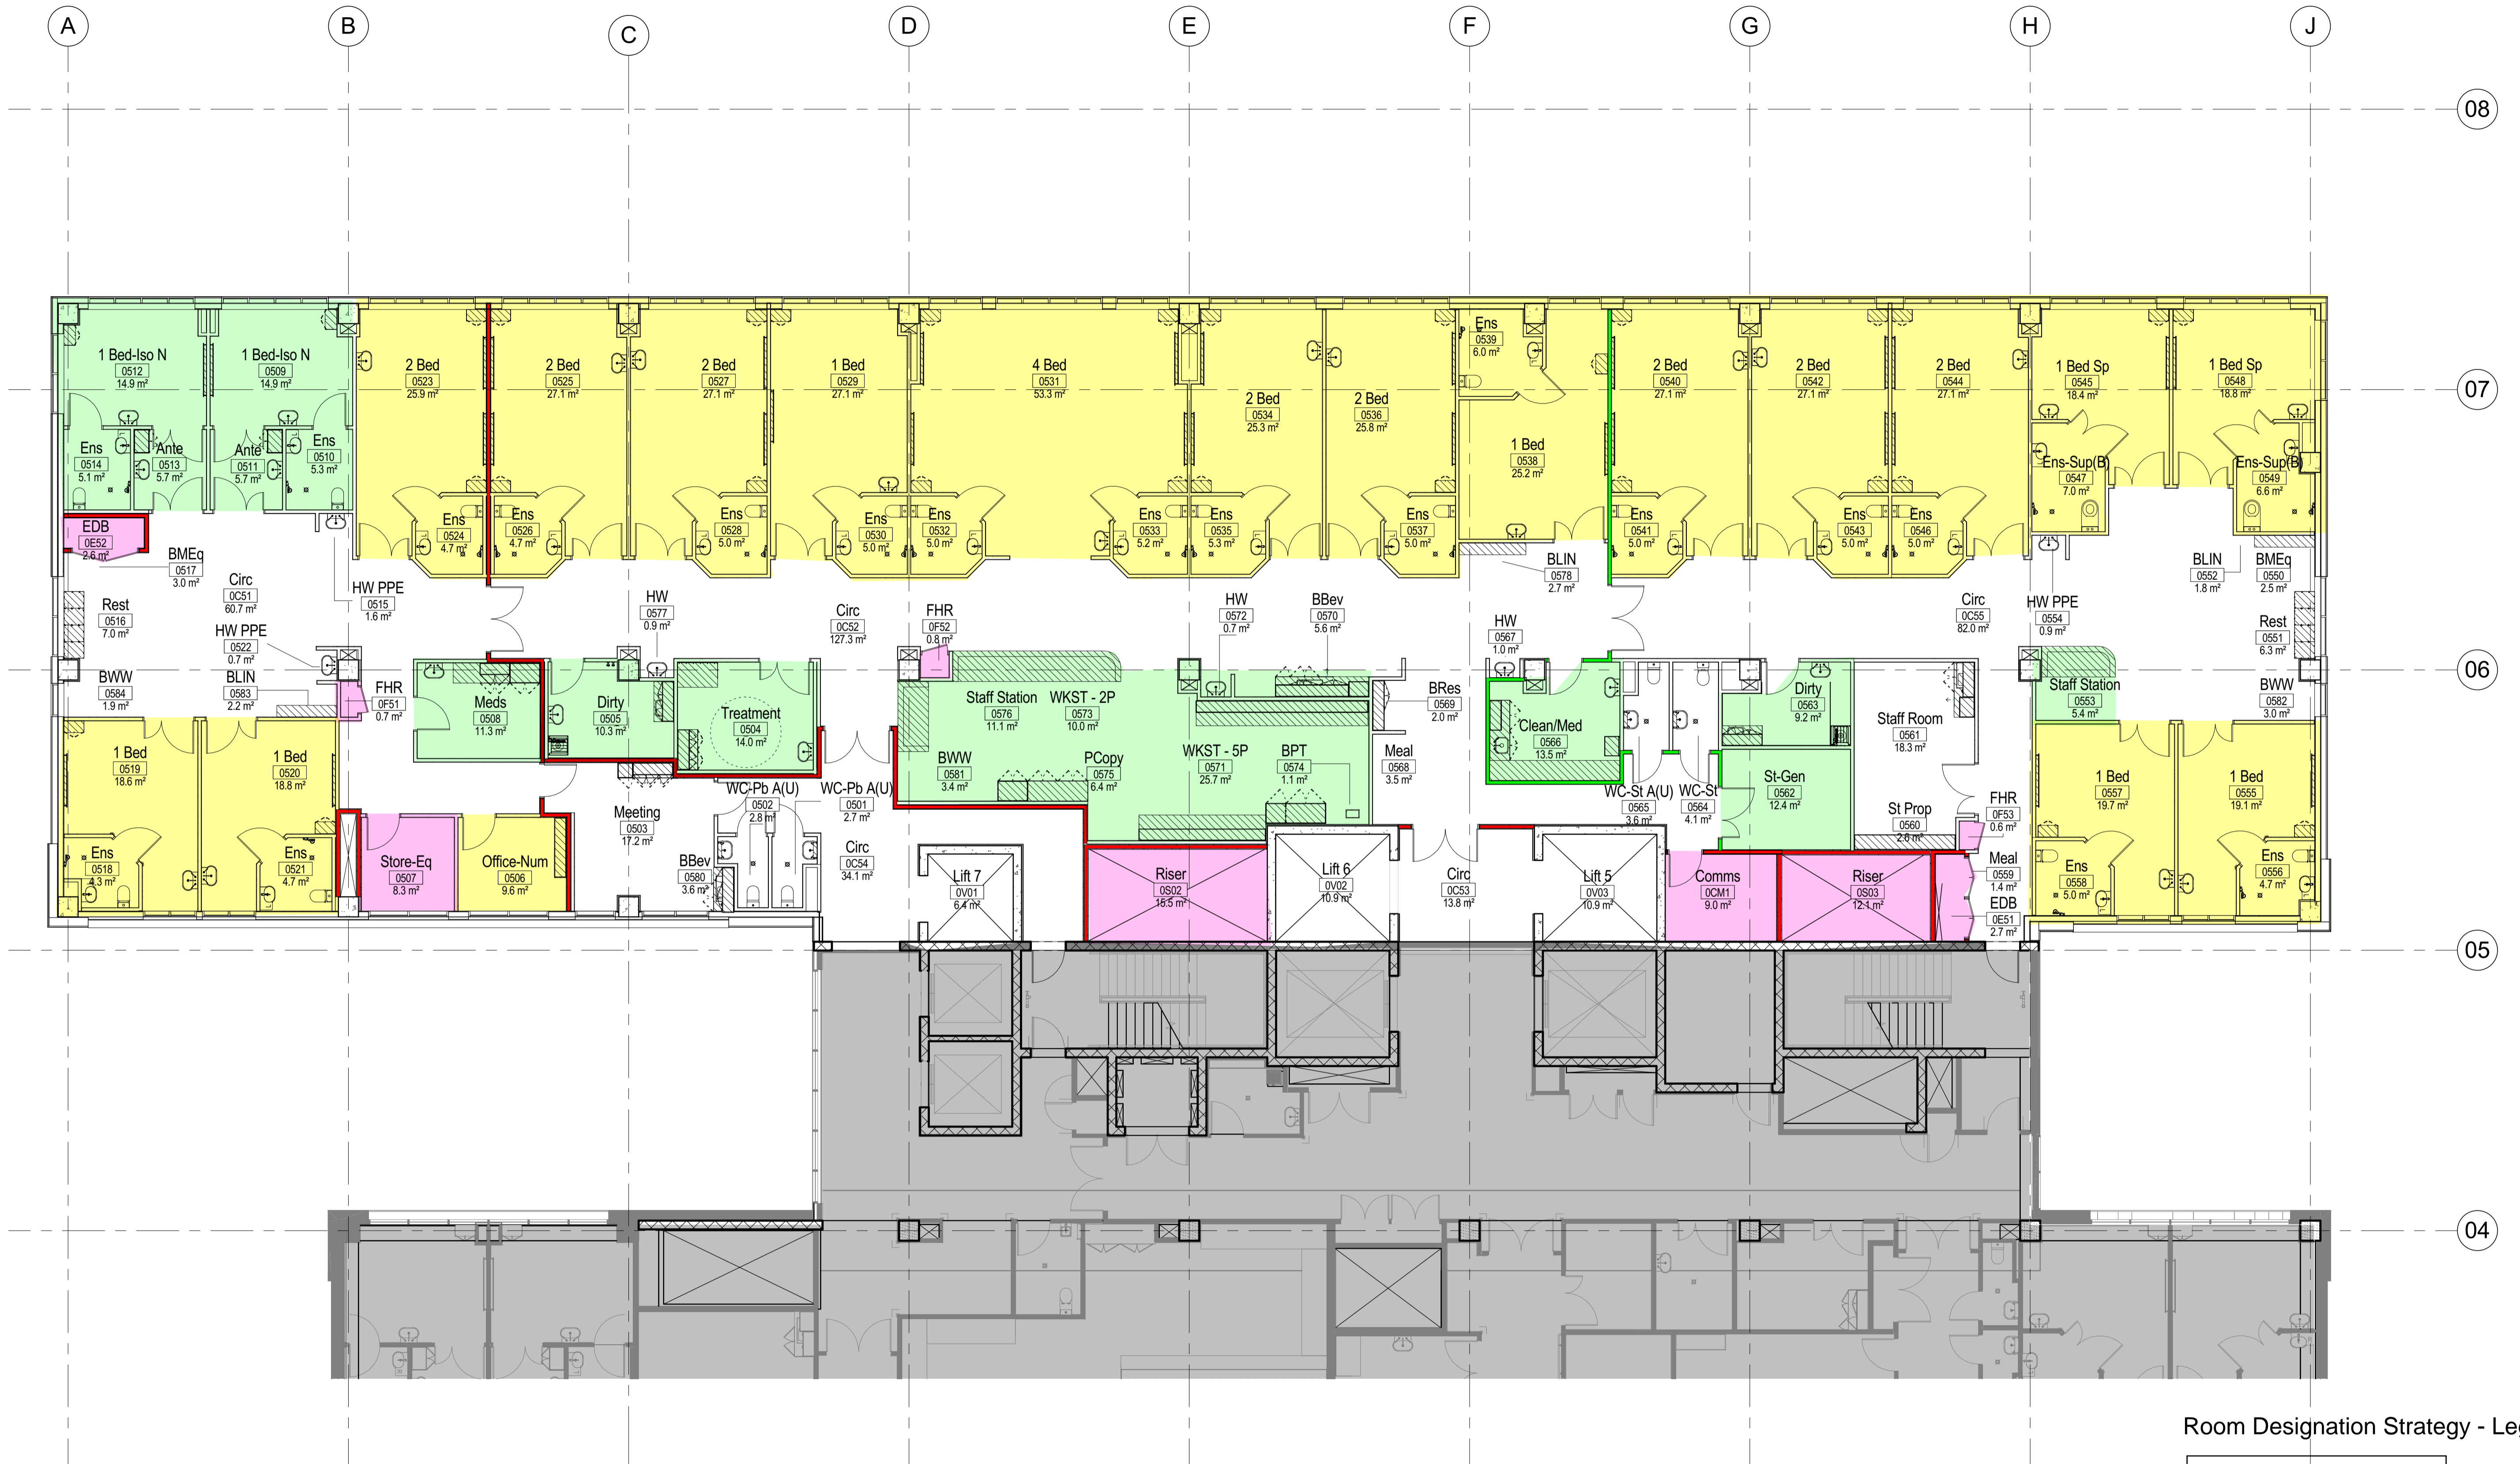 A
B
C
D
E
F
G
H
J
08
07
06
05
04
1 Bed-Iso N
0512
14.9 m²
1 Bed-Iso N
0509
14.9 m²
2 Bed
0523
25.9 m²
2 Bed
0525
27.1 m²
2 Bed
0527
27.1 m²
1 Bed
0529
27.1 m²
4 Bed
0531
53.3 m²
2 Bed
0534
25.3 m²
2 Bed
0536
25.8 m²
Ens
0539
6.0 m²
1 Bed
0538
25.2 m²
2 Bed
0540
27.1 m²
2 Bed
0542
27.1 m²
2 Bed
0544
27.1 m²
1 Bed Sp
0545
18.4 m²
1 Bed Sp
0548
18.8 m²
Ens
0514
5.1 m²
Ante
0513
5.7 m²
Ante
0511
5.7 m²
Ens
0510
5.3 m²
Ens
0524
4.7 m²
Ens
0526
4.7 m²
Ens
0528
5.0 m²
Ens
0530
5.0 m²
Ens
0532
5.0 m²
Ens
0533
5.2 m²
Ens
0535
5.3 m²
Ens
0537
5.0 m²
Ens
0541
5.0 m²
Ens
0543
5.0 m²
Ens
0546
5.0 m²
Ens-Sup(B)
0547
7.0 m²
Ens-Sup(B)
0549
6.6 m²
EDB
0E52
2.6 m²
BMEq
0517
3.0 m²
Circ
0C51
60.7 m²
Rest
0516
7.0 m²
HW PPE
0515
1.6 m²
HW PPE
0522
0.7 m²
BWW
0584
1.9 m²
BLIN
0583
2.2 m²
FHR
0F51
0.7 m²
HW
0577
0.9 m²
Circ
0C52
127.3 m²
FHR
0F52
0.8 m²
HW
0572
0.7 m²
BBev
0570
5.6 m²
HW
0567
1.0 m²
BLIN
0578
2.7 m²
Circ
0C55
82.0 m²
HW PPE
0554
0.9 m²
BLIN
0552
1.8 m²
BMEq
0550
2.5 m²
Rest
0551
6.3 m²
BWW
0582
3.0 m²
Meds
0508
11.3 m²
Dirty
0505
10.3 m²
Treatment
0504
14.0 m²
Staff Station
0576
11.1 m²
WKST - 2P
0573
10.0 m²
BWW
0581
3.4 m²
PCopy
0575
6.4 m²
WKST - 5P
0571
25.7 m²
BPT
0574
1.1 m²
BRes
0569
2.0 m²
Meal
0568
3.5 m²
Clean/Med
0566
13.5 m²
WC-St A(U)
0565
3.6 m²
WC-St
0564
4.1 m²
Dirty
0563
9.2 m²
St-Gen
0562
12.4 m²
Staff Room
0561
18.3 m²
St Prop
0560
2.6 m²
Staff Station
0553
5.4 m²
FHR
0F53
0.6 m²
Meal
0559
1.4 m²
EDB
0E51
2.7 m²
1 Bed
0519
18.6 m²
1 Bed
0520
18.8 m²
Ens
0518
4.3 m²
Ens
0521
4.7 m²
Store-Eq
0507
8.3 m²
Office-Num
0506
9.6 m²
Meeting
0503
17.2 m²
BBev
0580
3.6 m²
WC-Pb A(U)
0502
2.8 m²
WC-Pb A(U)
0501
2.7 m²
Circ
0C54
34.1 m²
Lift 7
0V01
6.4 m²
Riser
0S02
15.5 m²
Lift 6
0V02
10.9 m²
Circ
0C53
13.8 m²
Lift 5
0V03
10.9 m²
Comms
0CM1
9.0 m²
Riser
0S03
12.1 m²
1 Bed
0557
19.7 m²
1 Bed
0555
19.1 m²
Ens
0558
5.0 m²
Ens
0556
4.7 m²
Room Designation Strategy - Leg